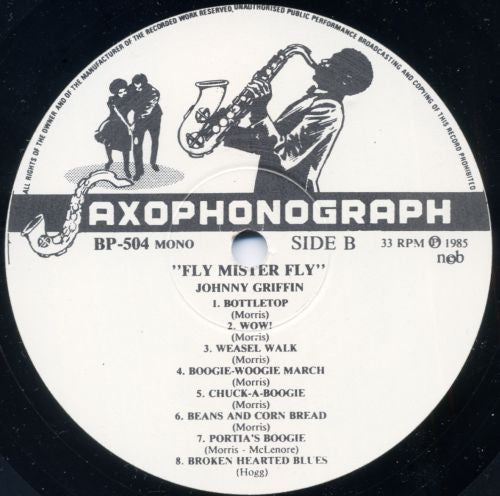 ALL RIGHTS OF THE OWNER AND OF THE MANUFACTURER OF THE RECORDED WORK RESERVED, UNAUTHORISED PUBLIC PERFORMANCE BROADCASTING AND COPYING OF THIS RECORD PROHIBITED
SAXOPHONOGRAPH
BP-504 MONO
SIDE B
33 RPM Ⓟ 1985
ncb
"FLY MISTER FLY"
JOHNNY GRIFFIN
1. BOTTLETOP
(Morris)
2. WOW!
(Morris)
3. WEASEL WALK
(Morris)
4. BOOGIE-WOOGIE MARCH
(Morris)
5. CHUCK-A-BOOGIE
(Morris)
6. BEANS AND CORN BREAD
(Morris)
7. PORTIA'S BOOGIE
(Morris - McLenore)
8. BROKEN HEARTED BLUES
(Hogg)